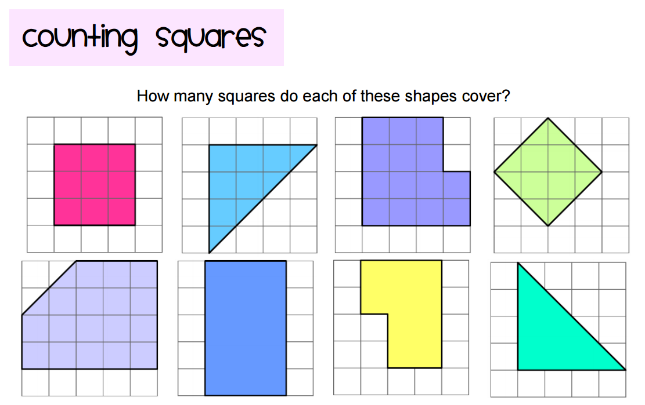 counting squares
How many squares do each of these shapes cover?